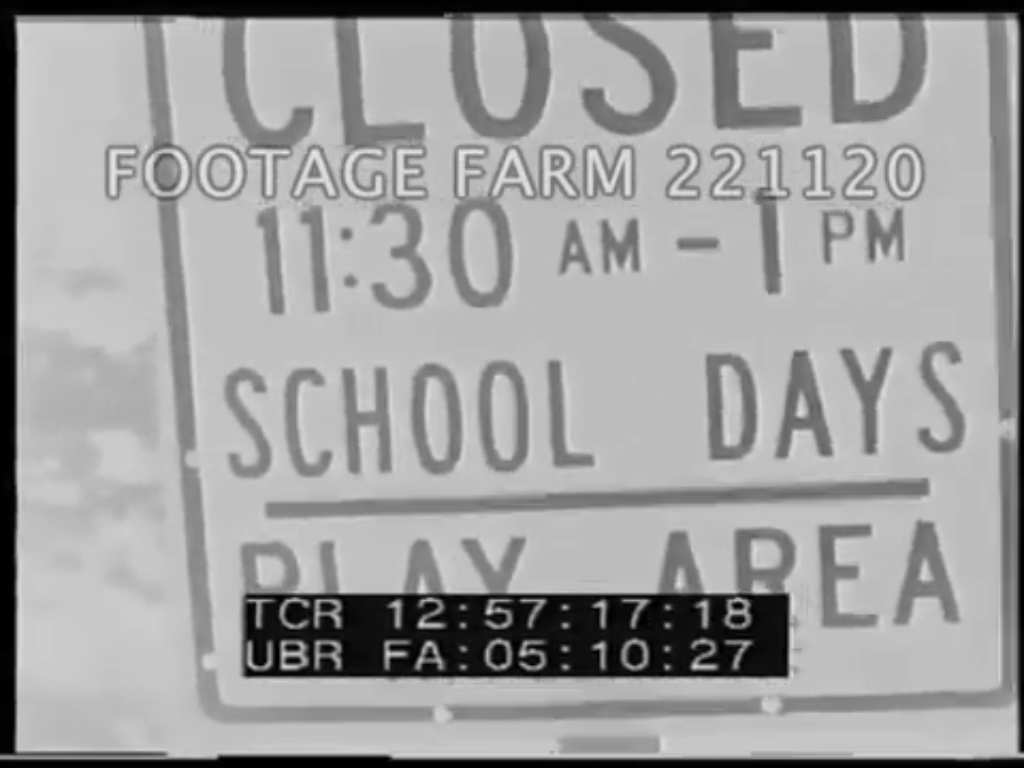 CLOSED
FOOTAGE FARM 221120
11:30 AM - 1 PM
SCHOOL DAYS
PLAY AREA
TCR 12:57:17:18
UBR FA:05:10:27